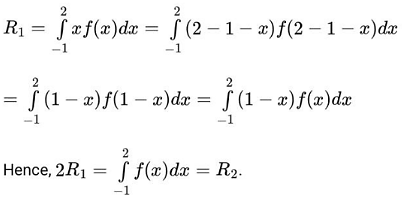 R₁ = ∫₋₁² xf(x)dx = ∫₋₁² (2 − 1 − x)f(2 − 1 − x)dx
= ∫₋₁² (1 − x)f(1 − x)dx = ∫₋₁² (1 − x)f(x)dx
Hence, 2R₁ = ∫₋₁² f(x)dx = R₂.